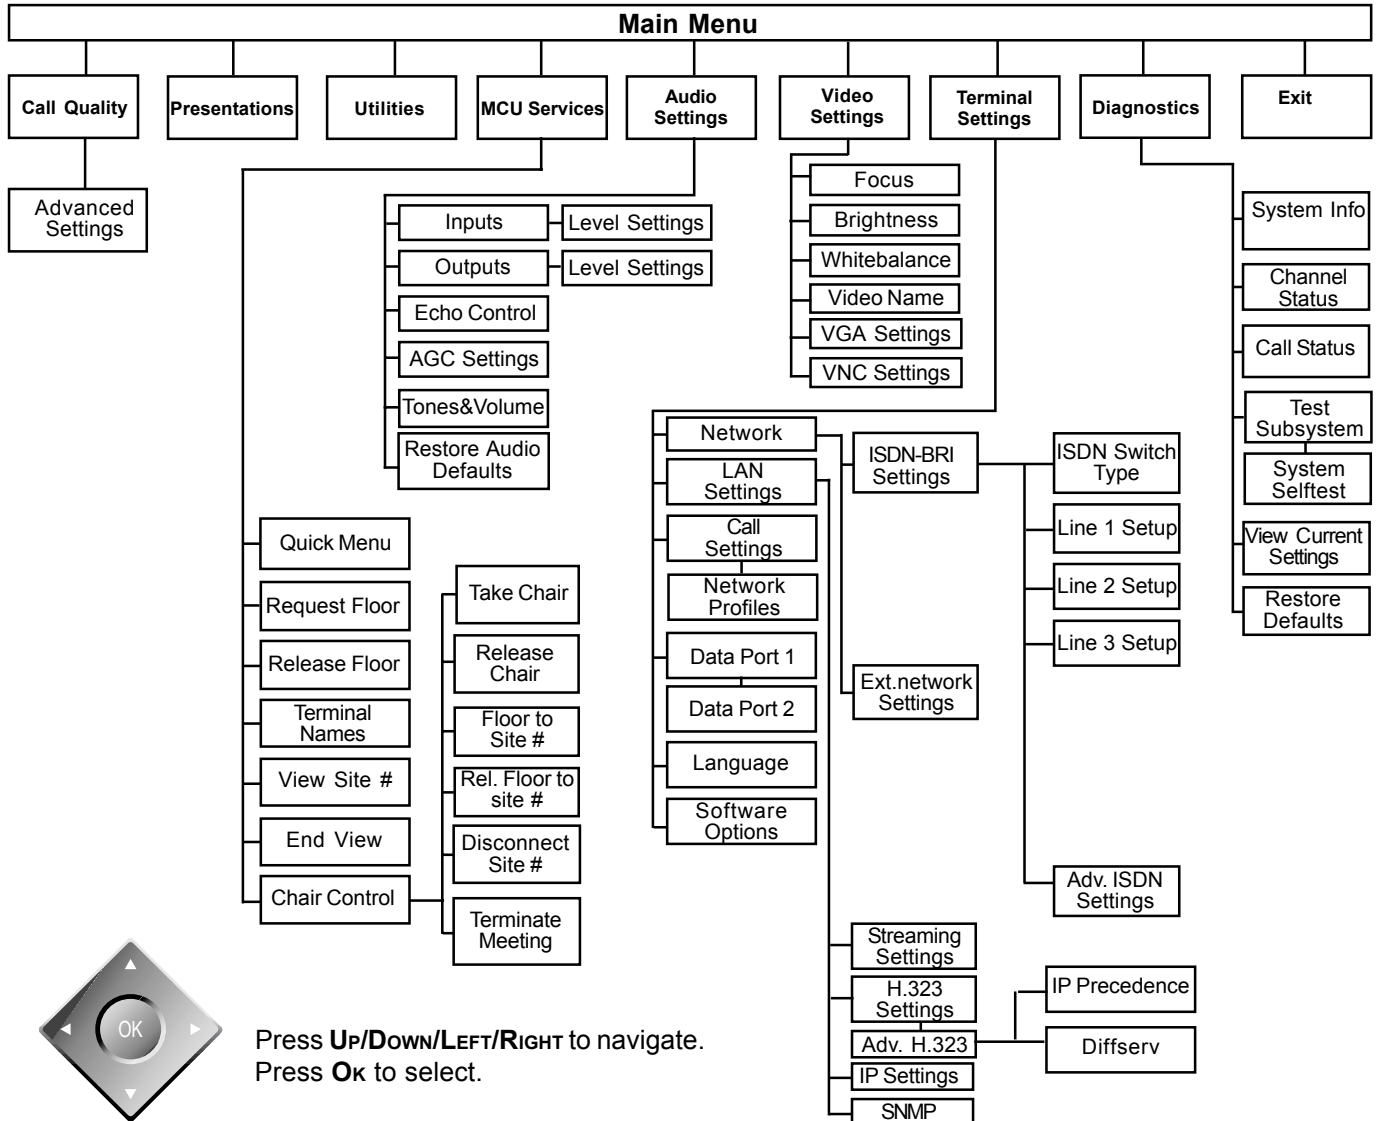 Main Menu
Call Quality
Presentations
Utilities
MCU Services
Audio
Settings
Video
Settings
Terminal
Settings
Diagnostics
Exit
Advanced
Settings
Inputs
Level Settings
Outputs
Level Settings
Echo Control
AGC Settings
Tones&Volume
Restore Audio
Defaults
Focus
Brightness
Whitebalance
Video Name
VGA Settings
VNC Settings
System Info
Channel
Status
Call Status
Test
Subsystem
System
Selftest
View Current
Settings
Restore
Defaults
Network
LAN
Settings
Call
Settings
Network
Profiles
Data Port 1
Data Port 2
Language
Software
Options
ISDN-BRI
Settings
Ext.network
Settings
ISDN Switch
Type
Line 1 Setup
Line 2 Setup
Line 3 Setup
Adv. ISDN
Settings
Quick Menu
Request Floor
Release Floor
Terminal
Names
View Site #
End View
Chair Control
Take Chair
Release
Chair
Floor to
Site #
Rel. Floor to
site #
Disconnect
Site #
Terminate
Meeting
Streaming
Settings
H.323
Settings
Adv. H.323
IP Settings
SNMP
IP Precedence
Diffserv
OK
Press UP/DOWN/LEFT/RIGHT to navigate.
Press OK to select.